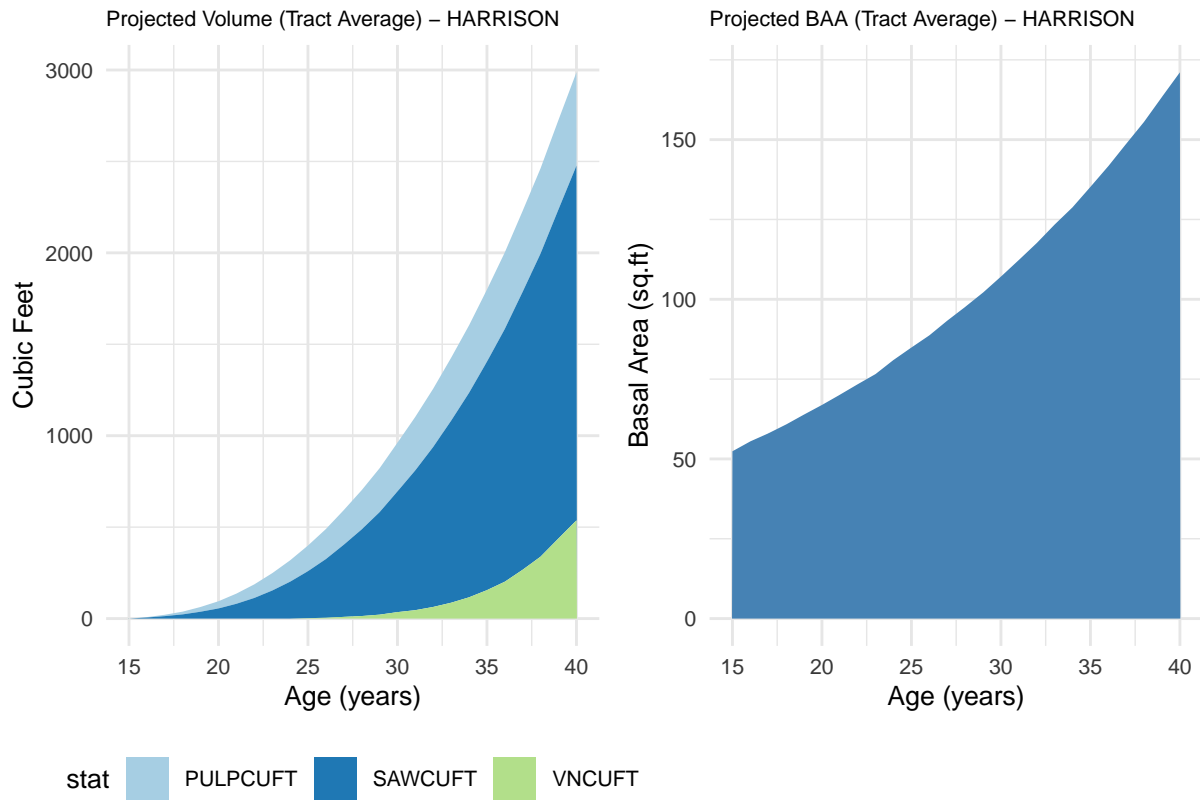 Projected Volume (Tract Average) – HARRISON
3000
2000
1000
0
Cubic Feet
15 20 25 30 35 40
Age (years)
Projected BAA (Tract Average) – HARRISON
150
100
50
0
Basal Area (sq.ft)
15 20 25 30 35 40
Age (years)
stat PULPCUFT SAWCUFT VNCUFT